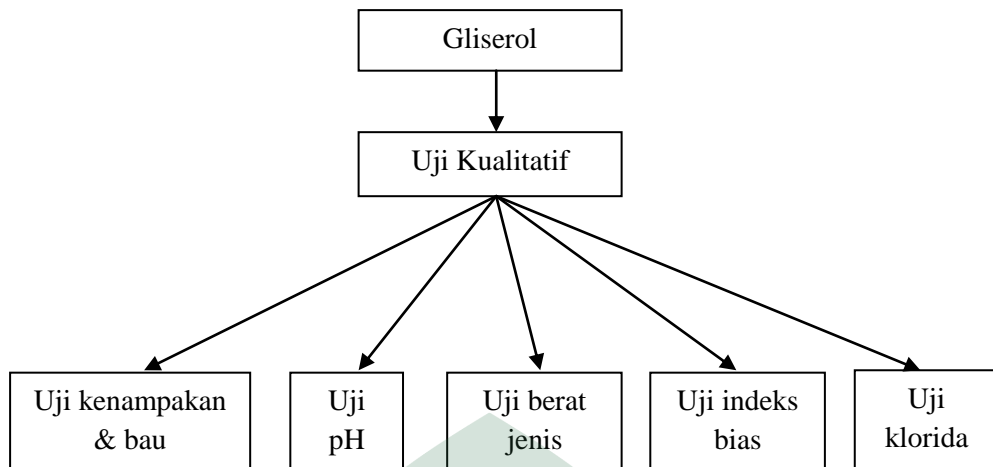 Gliserol
Uji Kualitatif
Uji kenampakan
& bau
Uji
pH
Uji berat
jenis
Uji indeks
bias
Uji
klorida